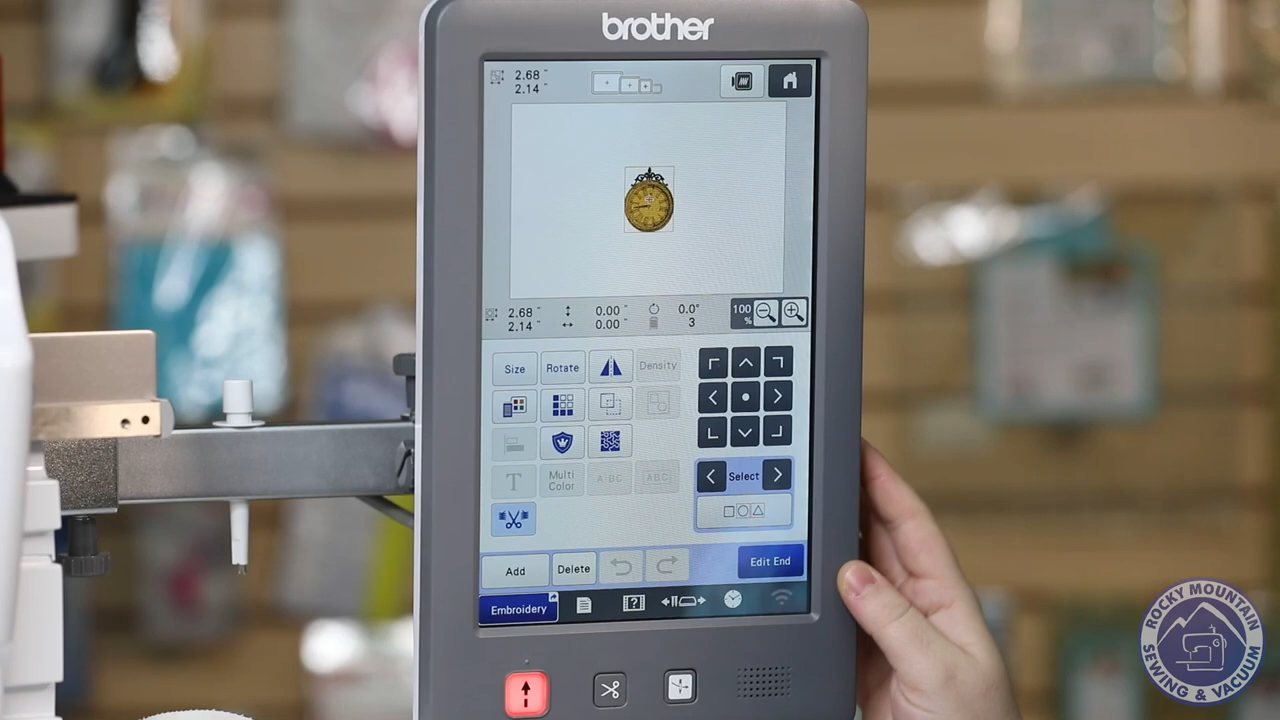 brother
2.68 "
2.14 "
2.68 " 0.00 " 0.0° 100
2.14 " 0.00 " 3 %
Size Rotate Density
T Multi ABC ABC
Color
Select
Add Delete Edit End
Embroidery
ROCKY MOUNTAIN
SEWING & VACUUM